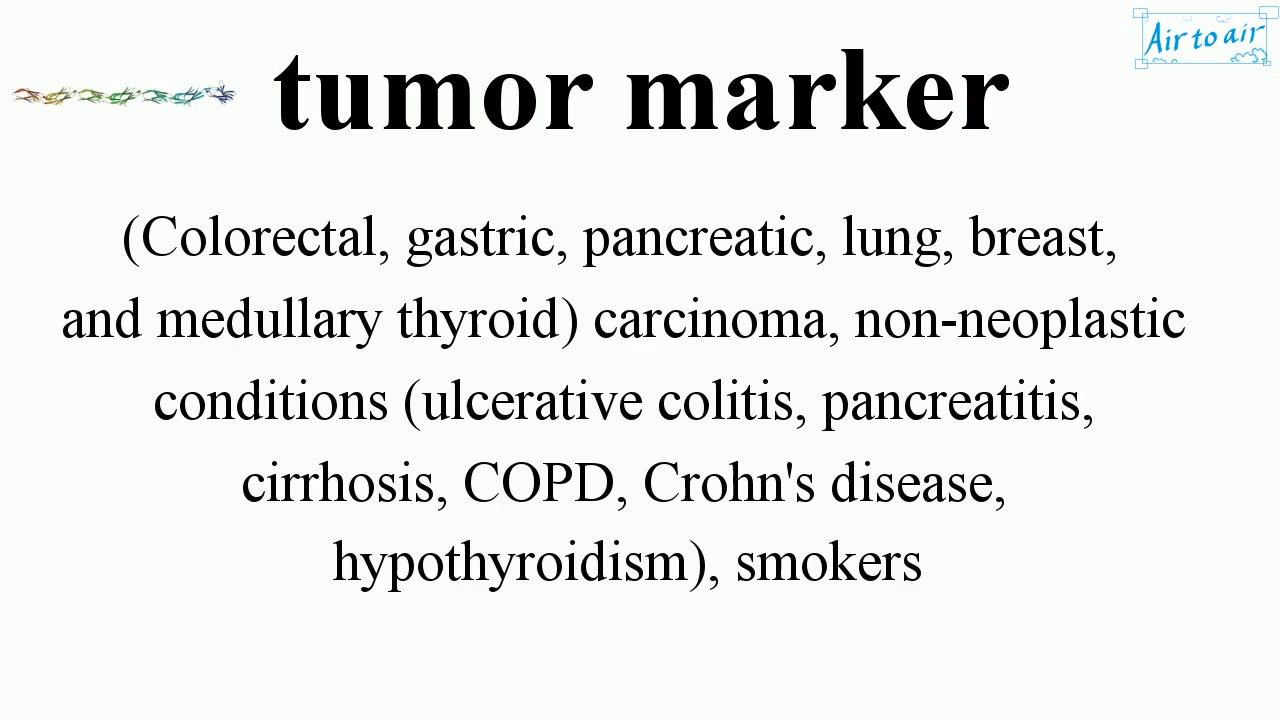 Air to air
tumor marker
(Colorectal, gastric, pancreatic, lung, breast,
and medullary thyroid) carcinoma, non-neoplastic
conditions (ulcerative colitis, pancreatitis,
cirrhosis, COPD, Crohn's disease,
hypothyroidism), smokers